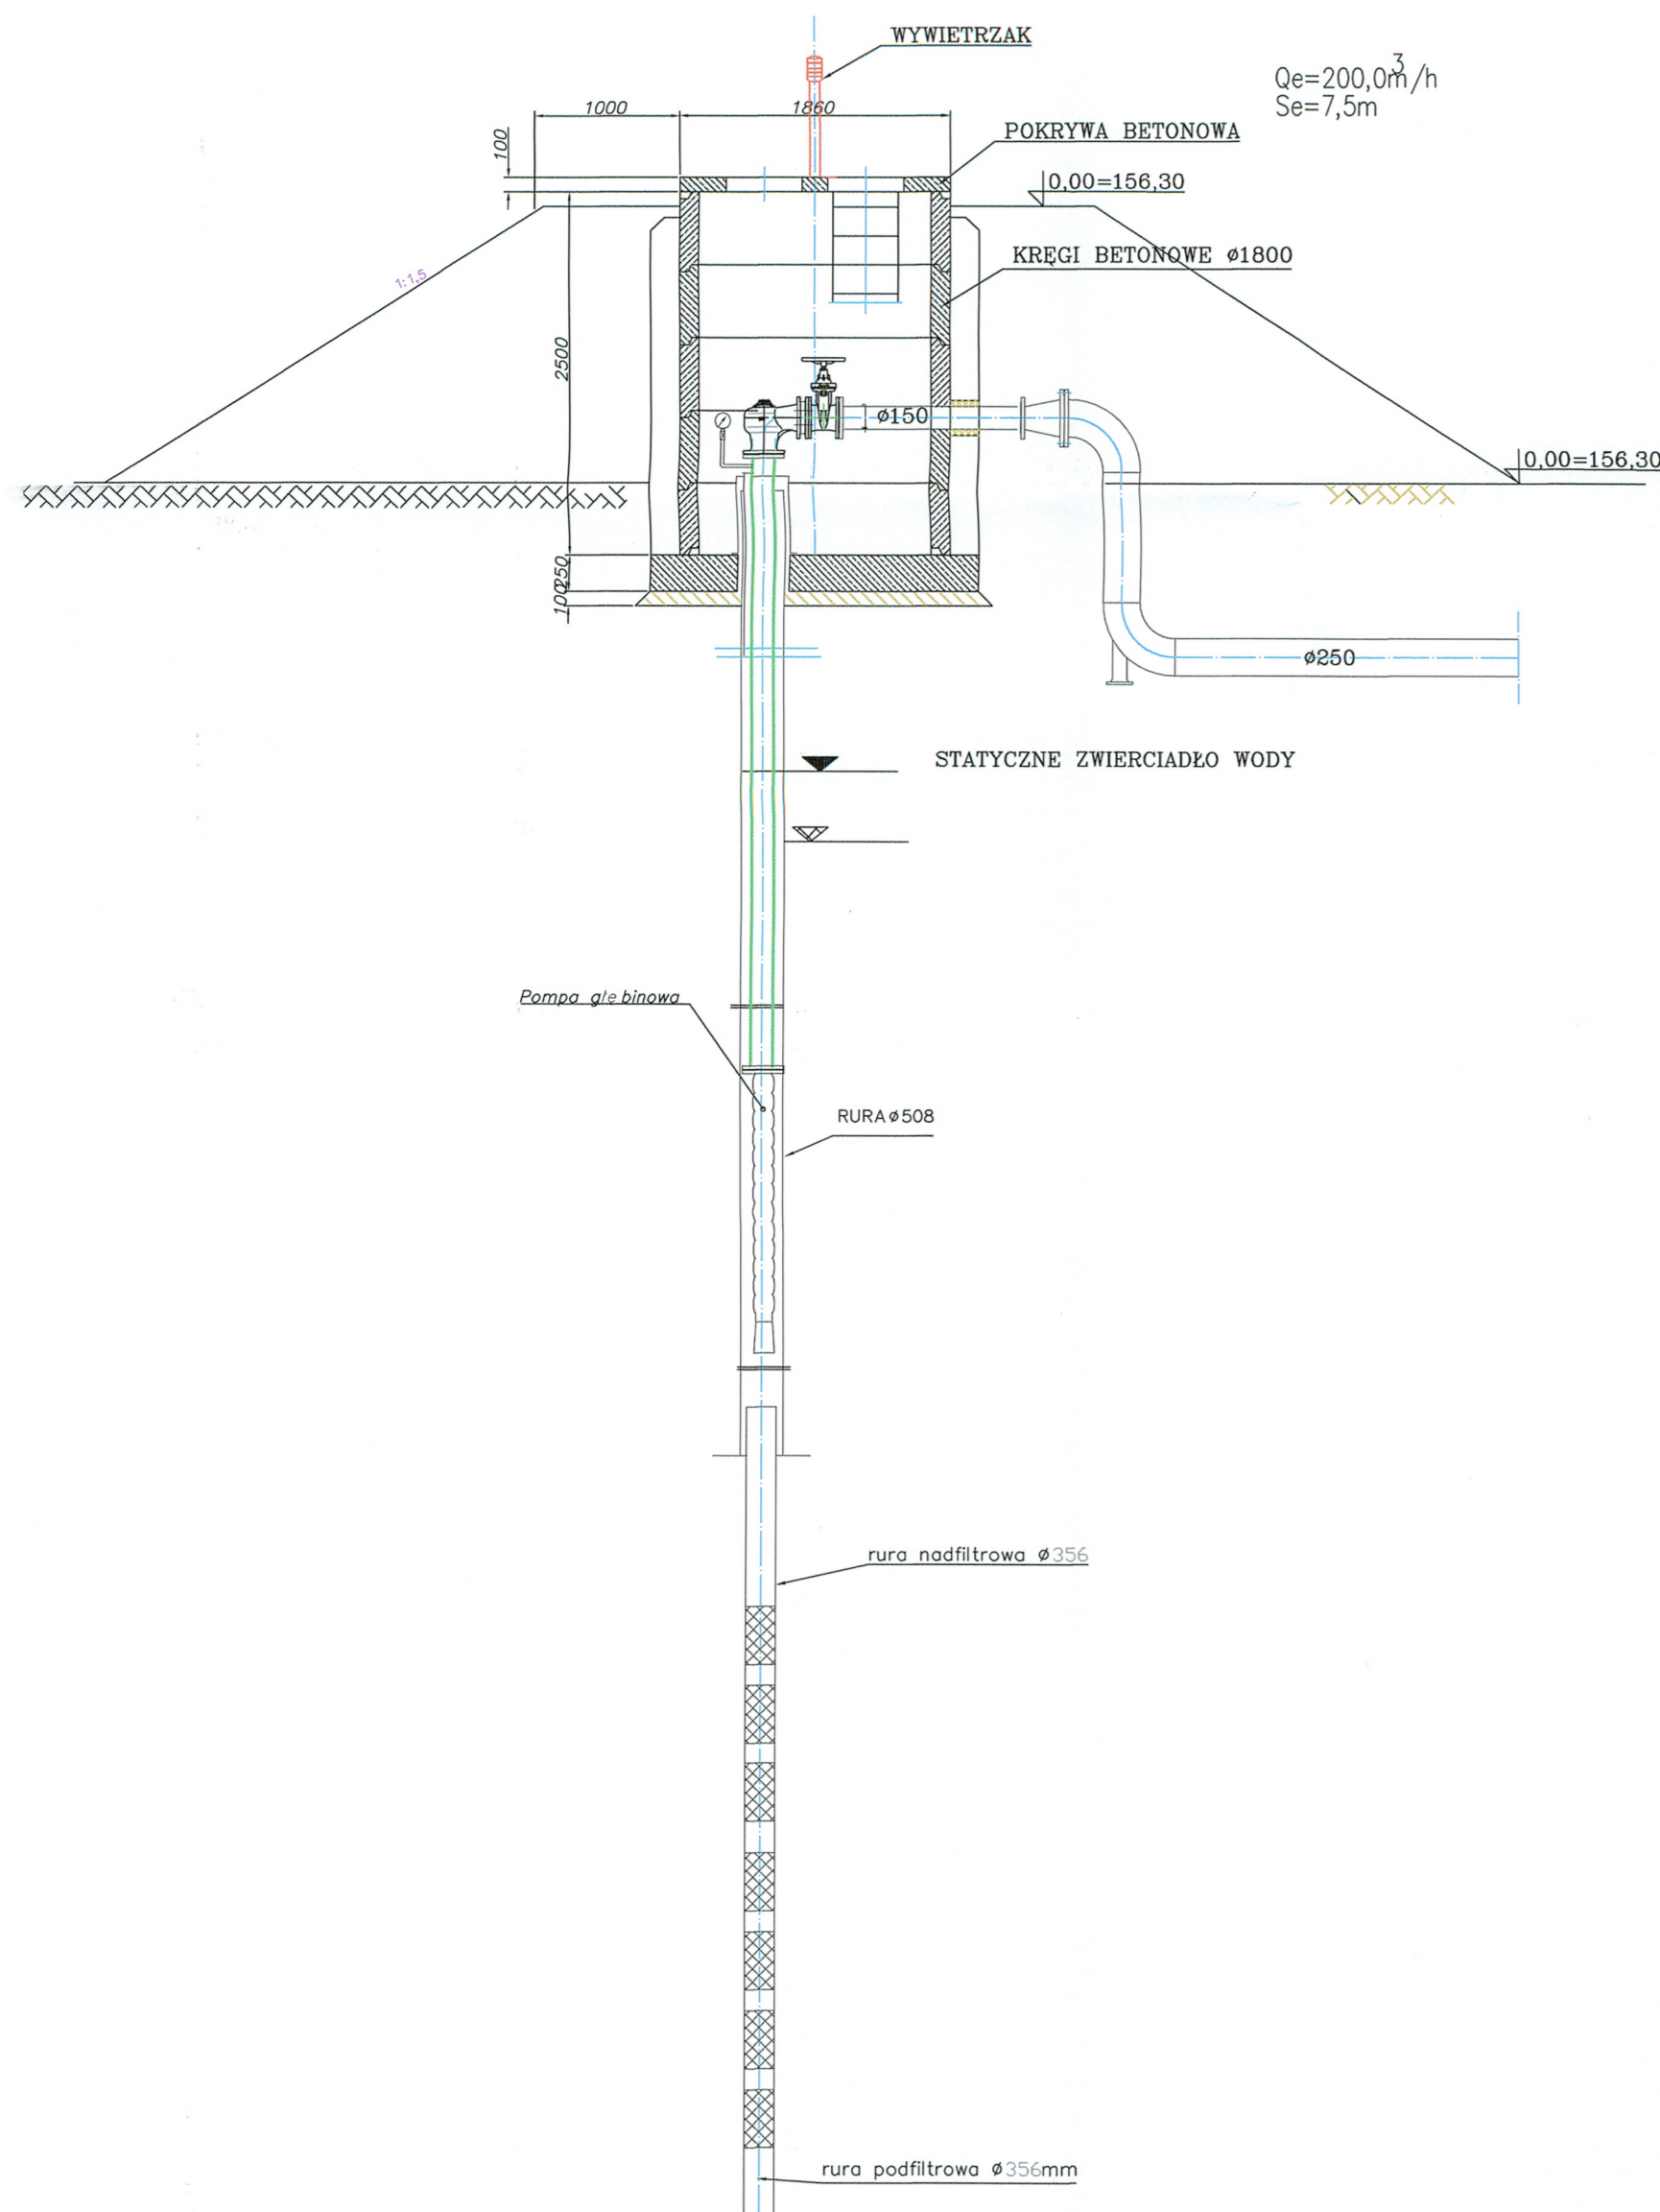 WYWIETRZAK
Qe=200,0m³/h
Se=7,5m
1000
1860
100
POKRYWA BETONOWA
0,00=156,30
KRĘGI BETONOWE ø1800
1:1,5
2500
ø150
0,00=156,30
250
100
ø250
STATYCZNE ZWIERCIADŁO WODY
Pompa głębinowa
RURA ø508
rura nadfiltrowa ø356
rura podfiltrowa ø356mm